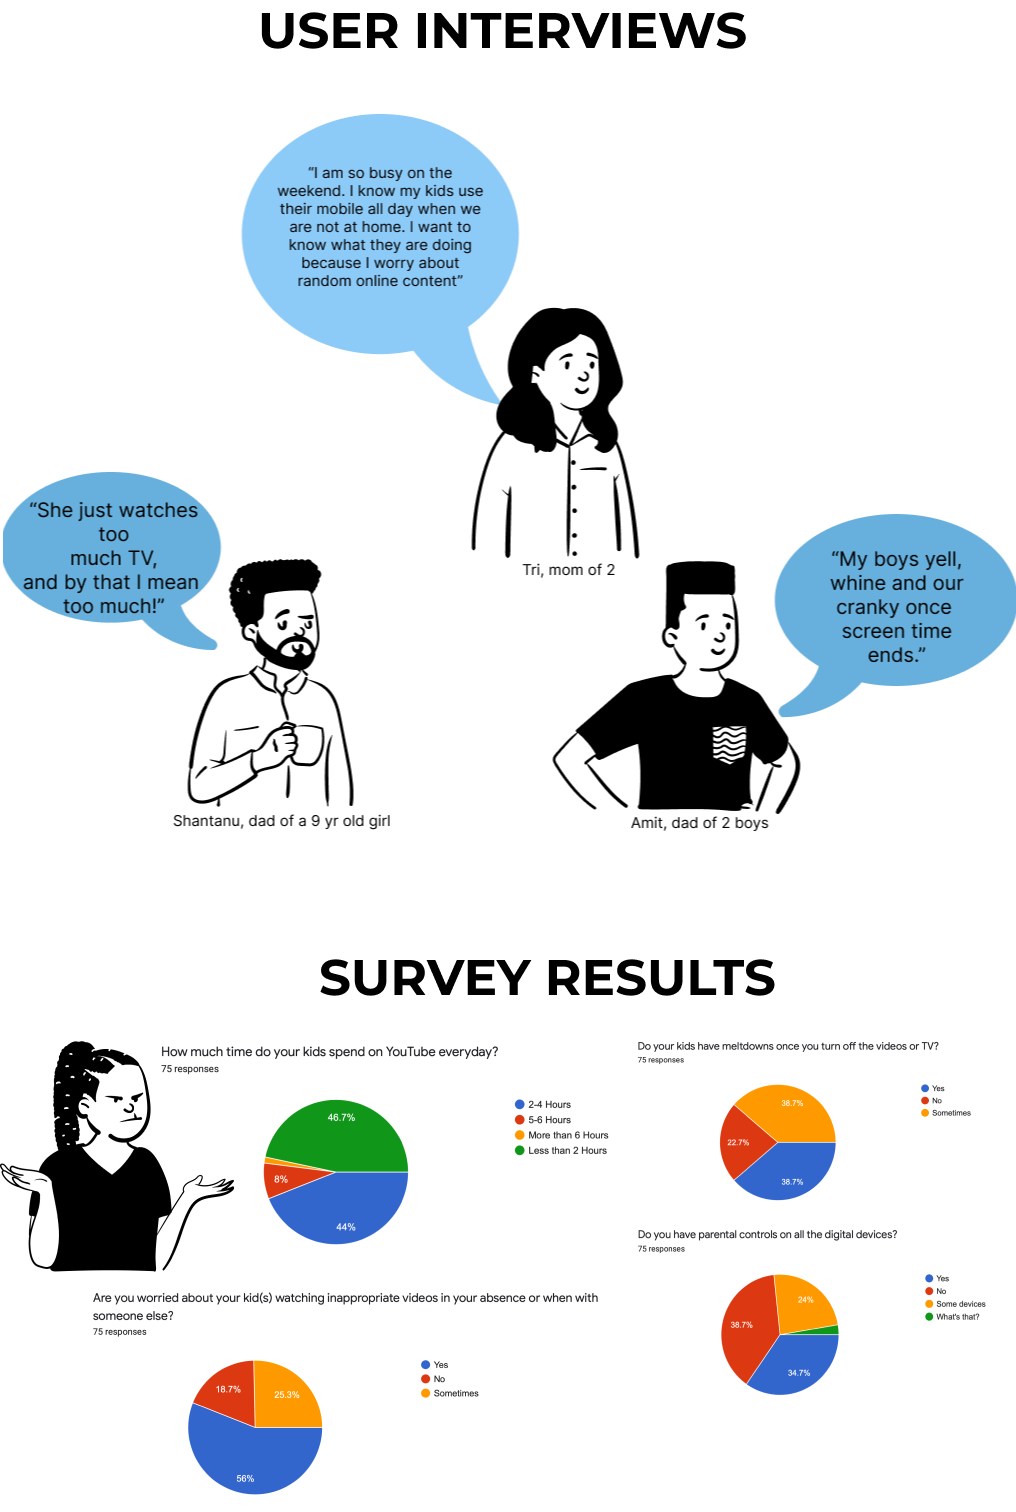 USER INTERVIEWS
“I am so busy on the
weekend. I know my kids use
their mobile all day when we
are not at home. I want to
know what they are doing
because I worry about
random online content”
Tri, mom of 2
“She just watches
too
much TV,
and by that I mean
too much!”
Shantanu, dad of a 9 yr old girl
“My boys yell,
whine and our
cranky once
screen time
ends.”
Amit, dad of 2 boys
SURVEY RESULTS
How much time do your kids spend on YouTube everyday?
75 responses
46.7%
8%
44%
2-4 Hours
5-6 Hours
More than 6 Hours
Less than 2 Hours
Do your kids have meltdowns once you turn off the videos or TV?
75 responses
38.7%
22.7%
38.7%
Yes
No
Sometimes
Do you have parental controls on all the digital devices?
75 responses
24%
38.7%
34.7%
Yes
No
Some devices
What's that?
Are you worried about your kid(s) watching inappropriate videos in your absence or when with
someone else?
75 responses
18.7%
25.3%
56%
Yes
No
Sometimes